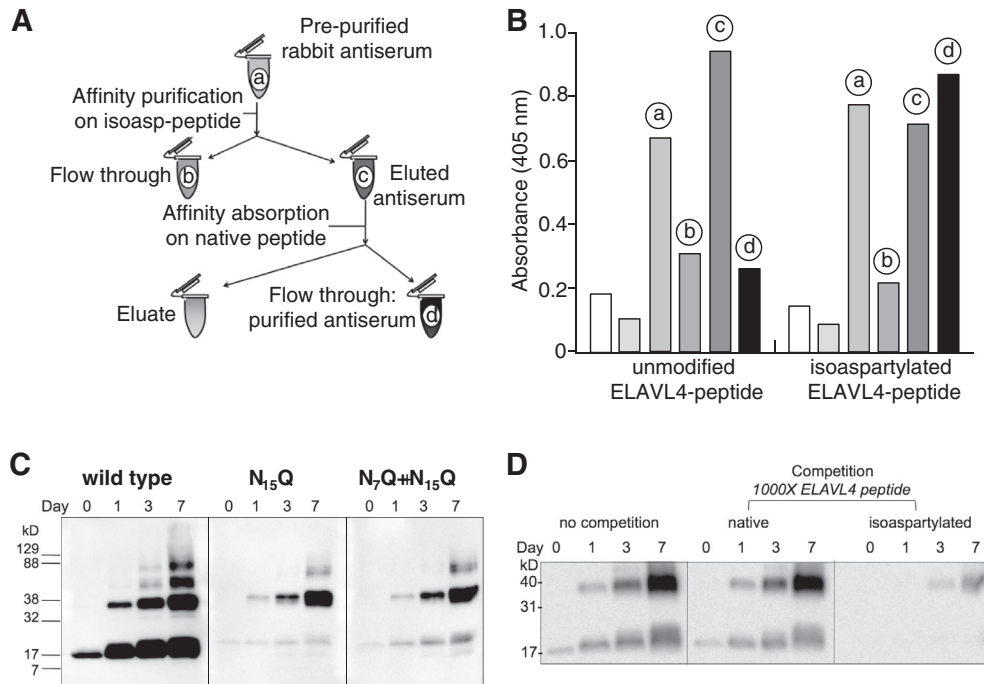 A
Pre-purified
rabbit antiserum
a
Affinity purification
on isoasp-peptide
Flow through
b
c
Eluted
antiserum
Affinity absorption
on native peptide
Eluate
Flow through:
purified antiserum
d
B
Absorbance (405 nm)
1.0
0.8
0.6
0.4
0.2
0
a
b
c
d
a
b
c
d
unmodified
ELAVL4-peptide
isoaspartylated
ELAVL4-peptide
C
wild type
N15Q
N7Q+N15Q
Day 0 1 3 7 0 1 3 7 0 1 3 7
kD
129
88
38
32
17
7
D
Competition
1000X ELAVL4 peptide
no competition native isoaspartylated
Day 0 1 3 7 0 1 3 7 0 1 3 7
kD
40
31
17